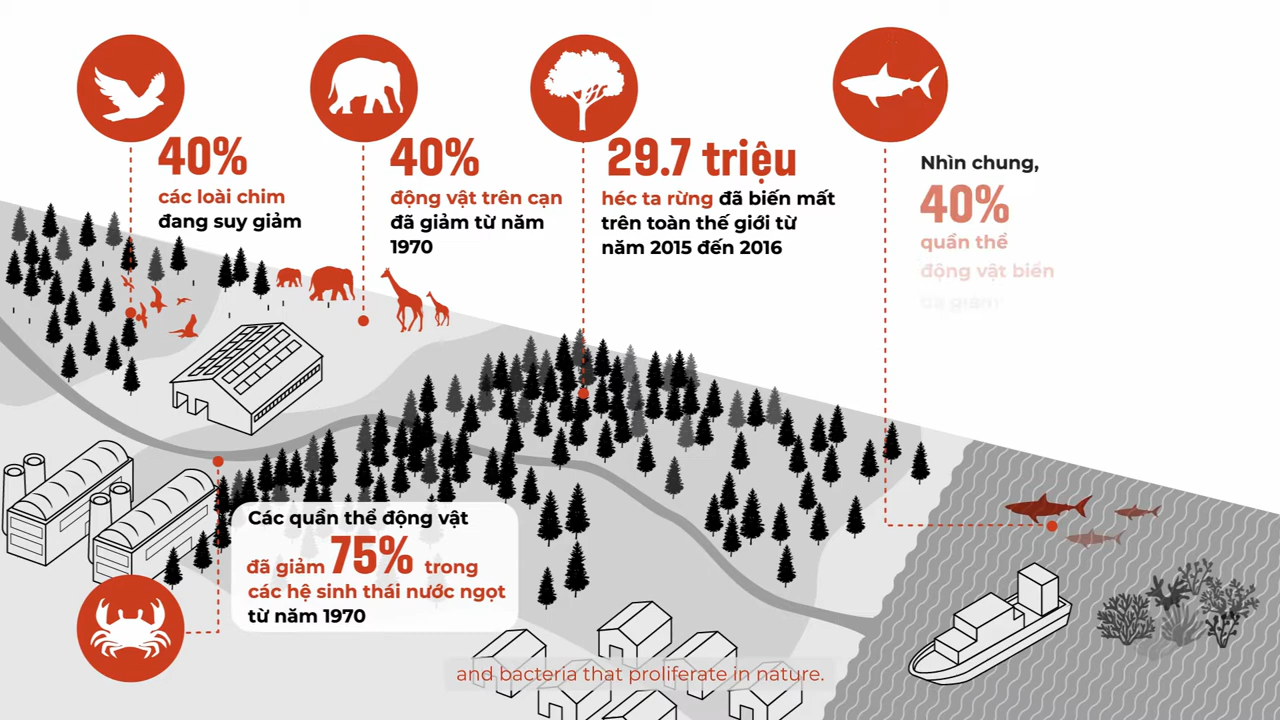 40%
các loài chim
đang suy giảm
40%
động vật trên cạn
đã giảm từ năm
1970
29.7 triệu
héc ta rừng đã biến mất
trên toàn thế giới từ
năm 2015 đến 2016
Nhìn chung,
40%
quần thể
động vật biển
đã giảm
Các quần thể động vật
đã giảm 75% trong
các hệ sinh thái nước ngọt
từ năm 1970
and bacteria that proliferate in nature.